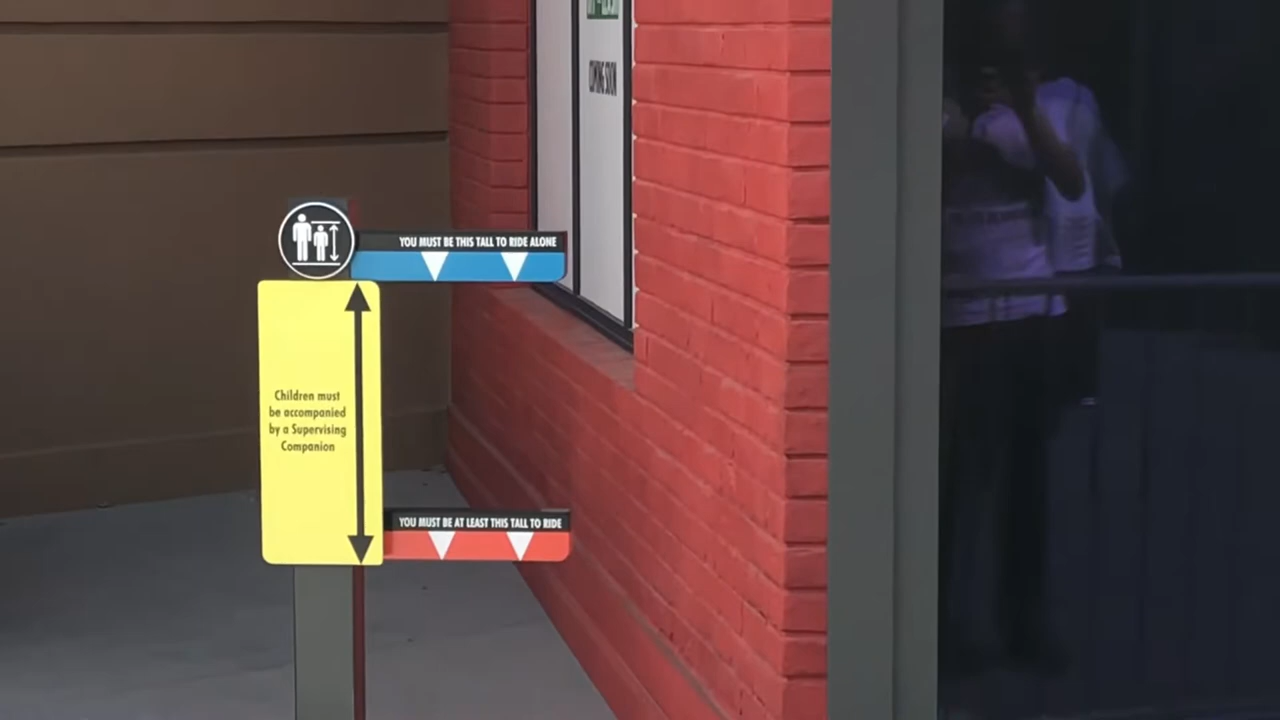 COMING SOON
YOU MUST BE THIS TALL TO RIDE ALONE
Children must
be accompanied
by a Supervising
Companion
YOU MUST BE AT LEAST THIS TALL TO RIDE